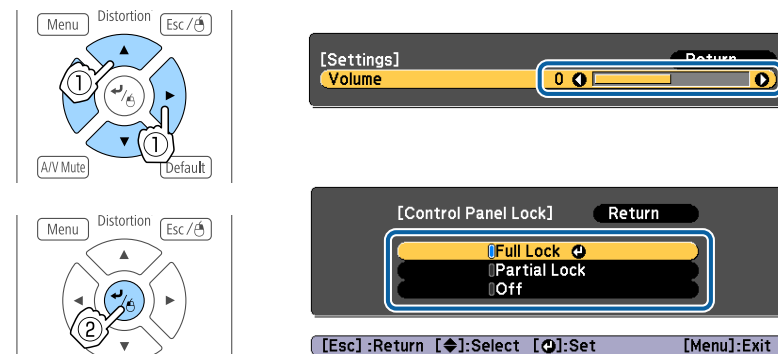 Menu Distortion Esc/
1
1
A/V Mute Default
[Settings] Return
Volume 0
Menu Distortion Esc/
2
[Control Panel Lock] Return
Full Lock
Partial Lock
Off
[Esc] :Return [ ]:Select [ ]:Set [Menu]:Exit